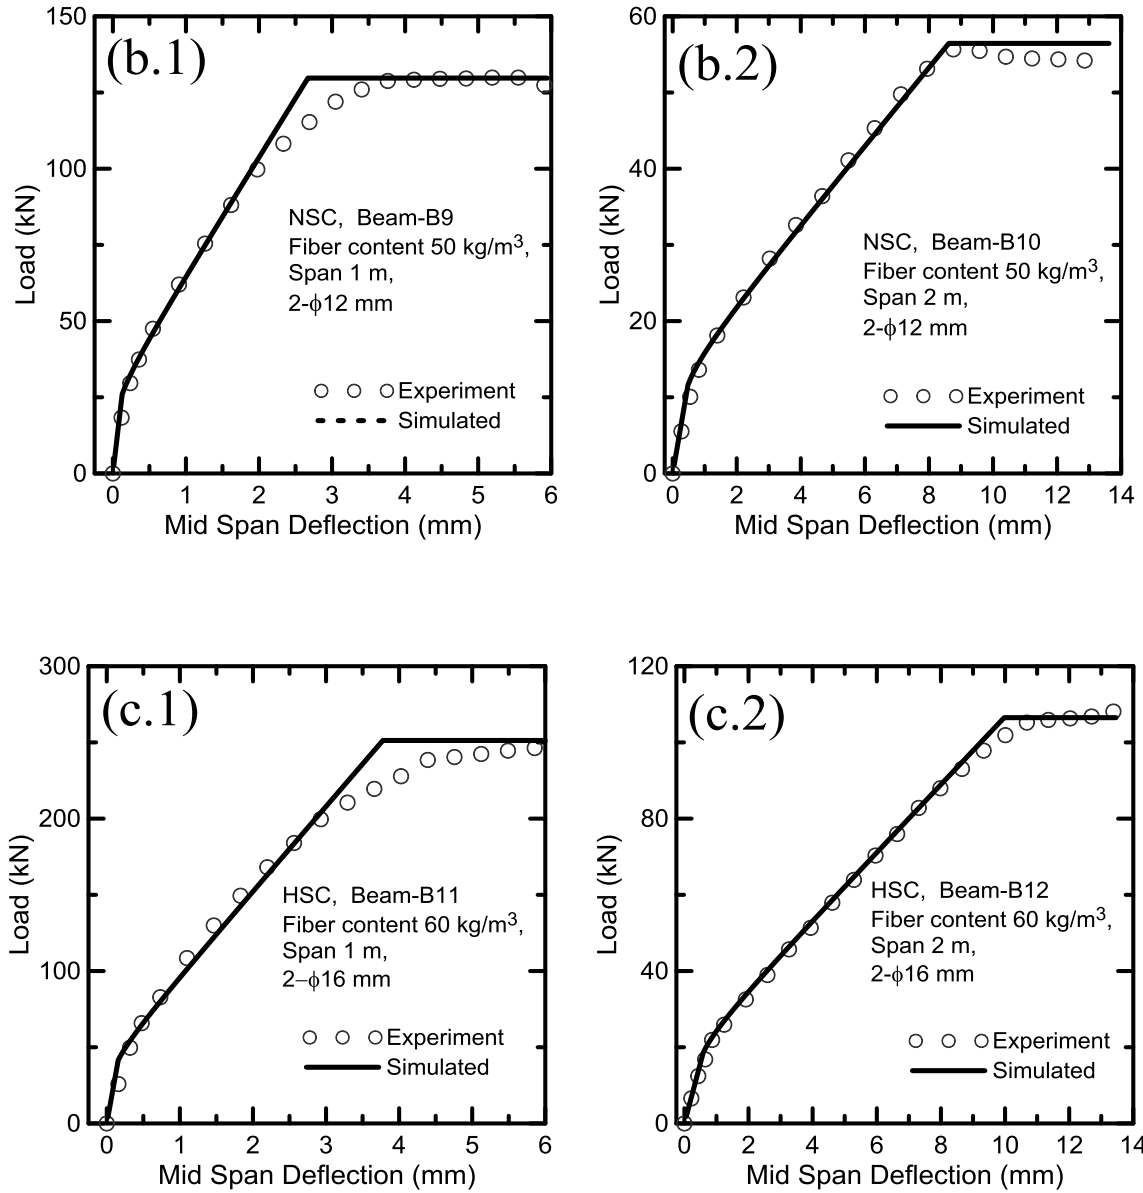 (b.1)
150
100
50
0
Load (kN)
NSC, Beam-B9
Fiber content 50 kg/m³,
Span 1 m,
2-ϕ12 mm
Experiment
Simulated
0 1 2 3 4 5 6
Mid Span Deflection (mm)
(b.2)
60
40
20
0
Load (kN)
NSC, Beam-B10
Fiber content 50 kg/m³,
Span 2 m,
2-ϕ12 mm
Experiment
Simulated
0 2 4 6 8 10 12 14
Mid Span Deflection (mm)
(c.1)
300
200
100
0
Load (kN)
HSC, Beam-B11
Fiber content 60 kg/m³,
Span 1 m,
2−ϕ16 mm
Experiment
Simulated
0 1 2 3 4 5 6
Mid Span Deflection (mm)
(c.2)
120
80
40
0
Load (kN)
HSC, Beam-B12
Fiber content 60 kg/m³,
Span 2 m,
2-ϕ16 mm
Experiment
Simulated
0 2 4 6 8 10 12 14
Mid Span Deflection (mm)